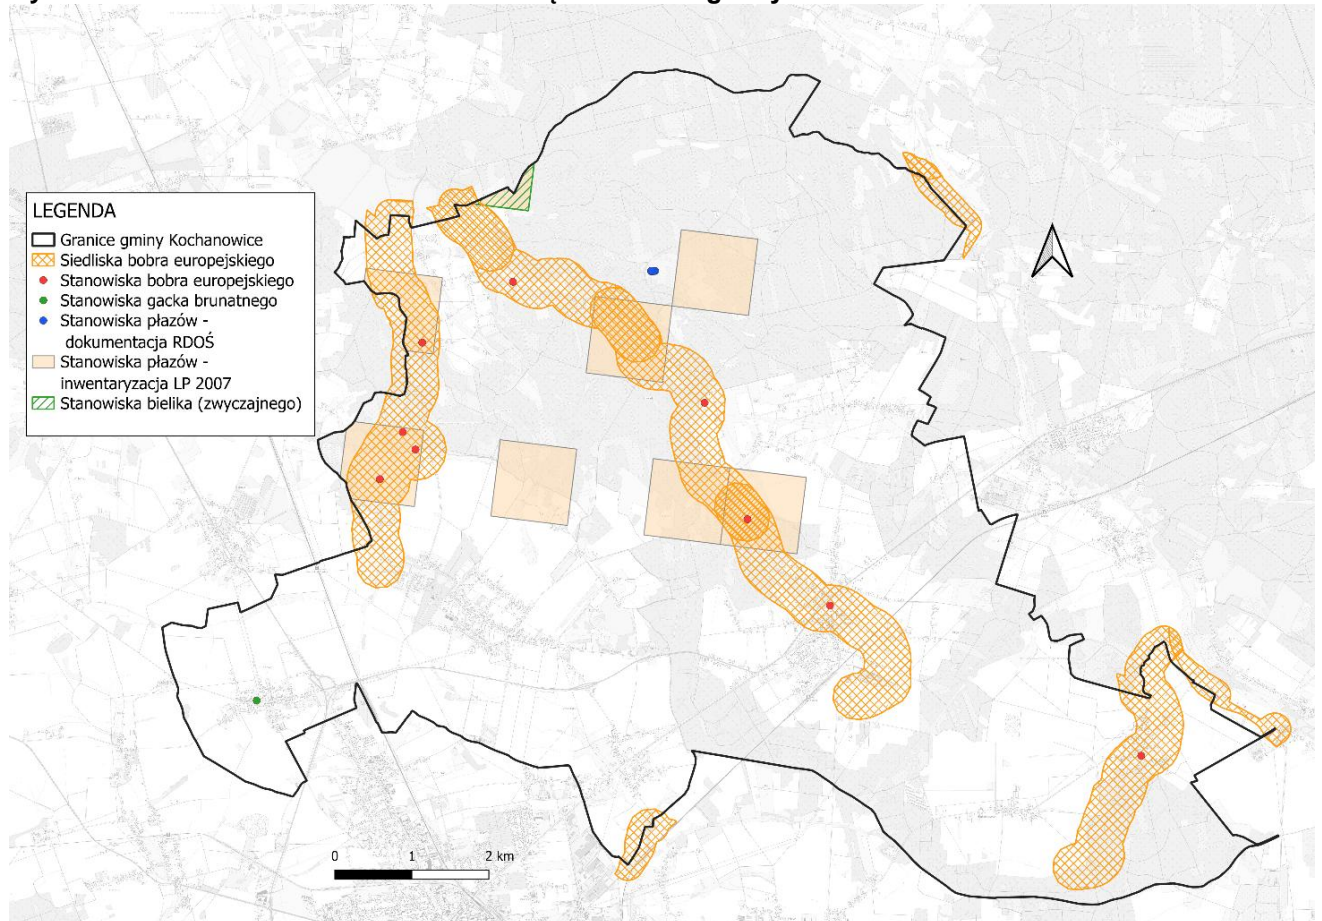 LEGENDA
Granice gminy Kochanowice
Siedliska bobra europejskiego
Stanowiska bobra europejskiego
Stanowiska gacka brunatnego
Stanowiska płazów -
dokumentacja RDOŚ
Stanowiska płazów -
inwentaryzacja LP 2007
Stanowiska bielika (zwyczajnego)
0 1 2 km